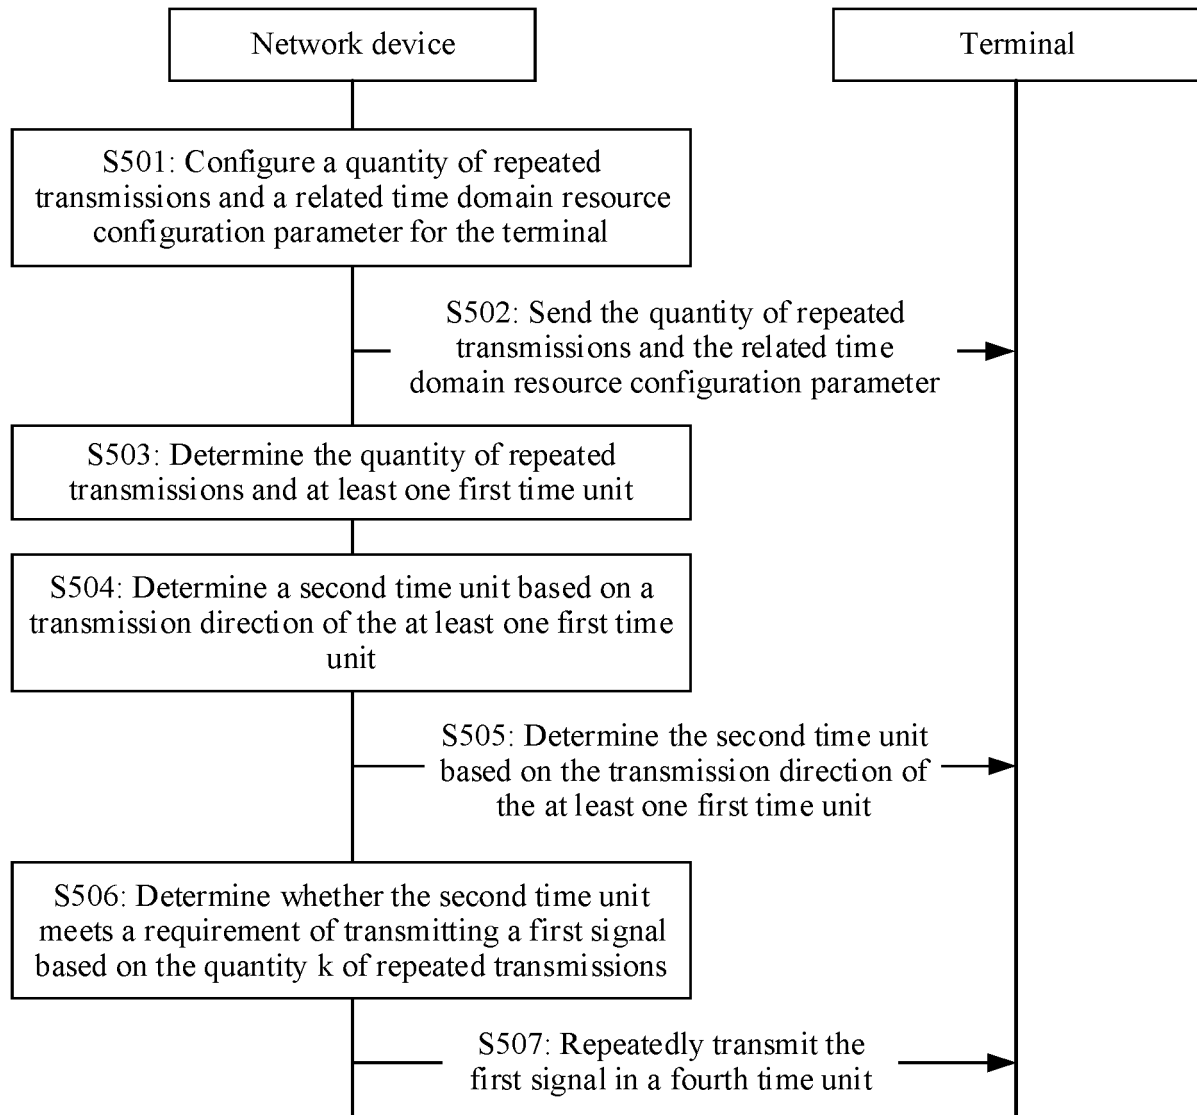 Network device
Terminal
S501: Configure a quantity of repeated
transmissions and a related time domain resource
configuration parameter for the terminal
S502: Send the quantity of repeated
transmissions and the related time
domain resource configuration parameter
S503: Determine the quantity of repeated
transmissions and at least one first time unit
S504: Determine a second time unit based on a
transmission direction of the at least one first time
unit
S505: Determine the second time unit
based on the transmission direction of
the at least one first time unit
S506: Determine whether the second time unit
meets a requirement of transmitting a first signal
based on the quantity k of repeated transmissions
S507: Repeatedly transmit the
first signal in a fourth time unit